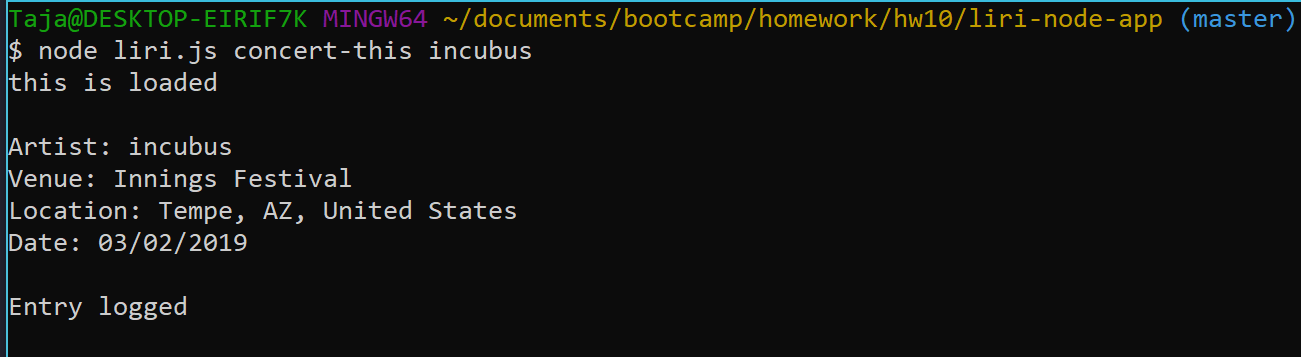 Taja@DESKTOP-EIRIF7K MINGW64 ~/documents/bootcamp/homework/hw10/liri-node-app (master)
$ node liri.js concert-this incubus
this is loaded
Artist: incubus
Venue: Innings Festival
Location: Tempe, AZ, United States
Date: 03/02/2019
Entry logged